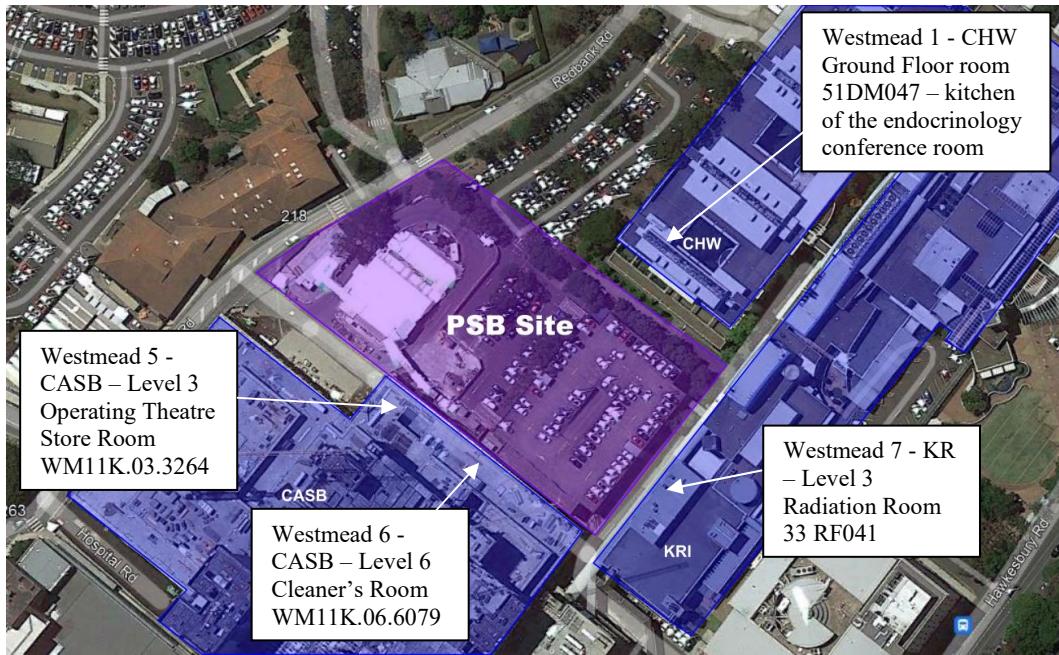 Westmead 1 - CHW
Ground Floor room
51DM047 – kitchen
of the endocrinology
conference room
Redbank Rd
218
CHW
PSB Site
Rd
Westmead 5 -
CASB – Level 3
Operating Theatre
Store Room
WM11K.03.3264
CASB
263
Hospital Rd
Westmead 6 -
CASB – Level 6
Cleaner's Room
WM11K.06.6079
Westmead 7 - KR
– Level 3
Radiation Room
33 RF041
KRI
Hawkesbury Rd